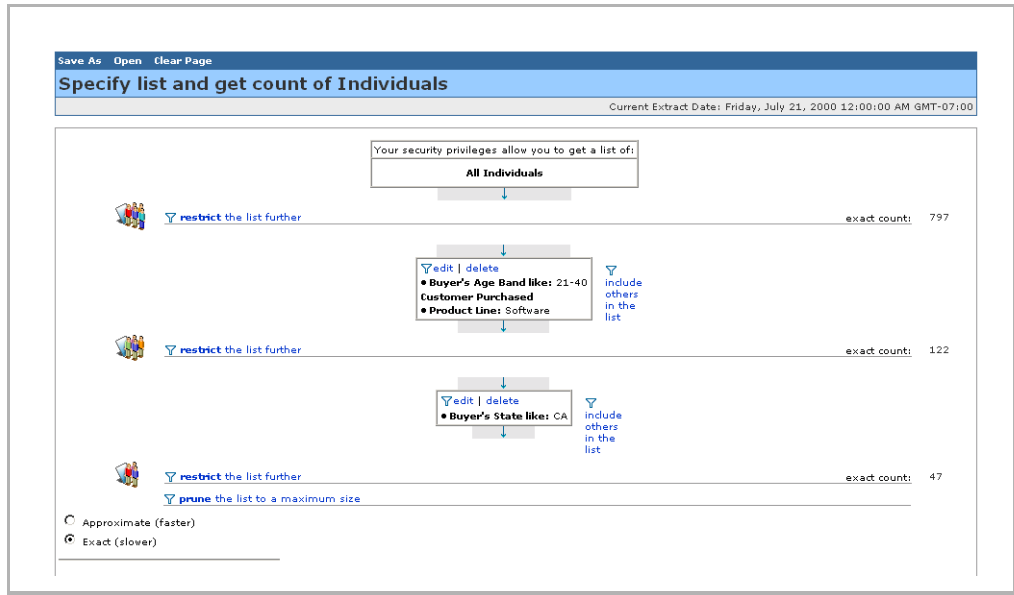 Save As Open Clear Page
Specify list and get count of Individuals
Current Extract Date: Friday, July 21, 2000 12:00:00 AM GMT-07:00
Your security privileges allow you to get a list of:
All Individuals
restrict the list further exact count: 797
edit | delete
• Buyer's Age Band like: 21-40
Customer Purchased
• Product Line: Software
include
others
in the
list
restrict the list further exact count: 122
edit | delete
• Buyer's State like: CA
include
others
in the
list
restrict the list further exact count: 47
prune the list to a maximum size
Approximate (faster)
Exact (slower)